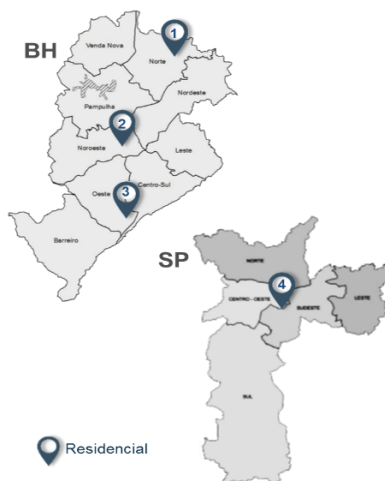 BH
Venda Nova
1
Norte
Nordeste
Pampulha
2
Noroeste
Leste
3
Oeste
Centro-Sul
Barreiro
SP
NORTE
4
CENTRO - OESTE
SUDESTE
LESTE
SUL
Residencial